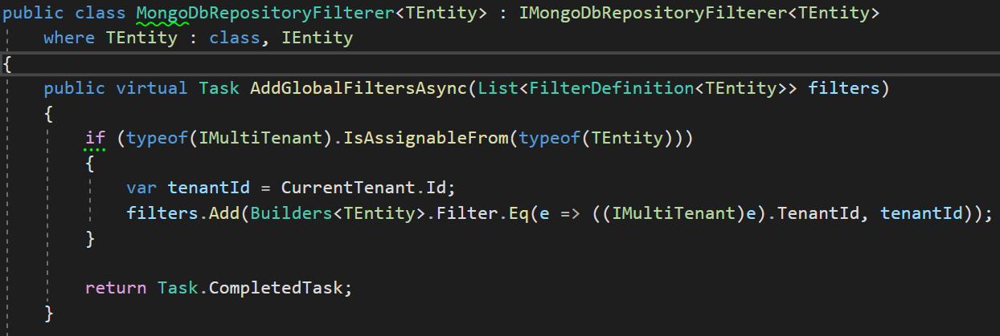 public class MongoDbRepositoryFilterer<TEntity> : IMongoDbRepositoryFilterer<TEntity>
    where TEntity : class, IEntity
{
    public virtual Task AddGlobalFiltersAsync(List<FilterDefinition<TEntity>> filters)
    {
        if (typeof(IMultiTenant).IsAssignableFrom(typeof(TEntity)))
        {
            var tenantId = CurrentTenant.Id;
            filters.Add(Builders<TEntity>.Filter.Eq(e => ((IMultiTenant)e).TenantId, tenantId));
        }
        return Task.CompletedTask;
    }